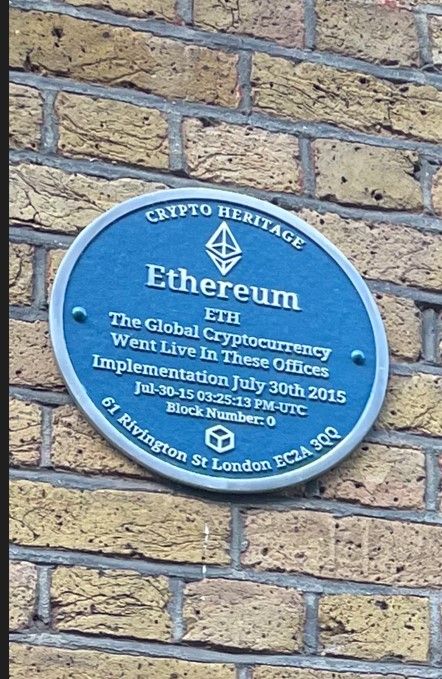 CRYPTO HERITAGE
Ethereum
ETH
The Global Cryptocurrency
Went Live In These Offices
Implementation July 30th 2015
Jul-30-15 03:25:13 PM-UTC
Block Number: 0
61 Rivington St London EC2A 3QQ